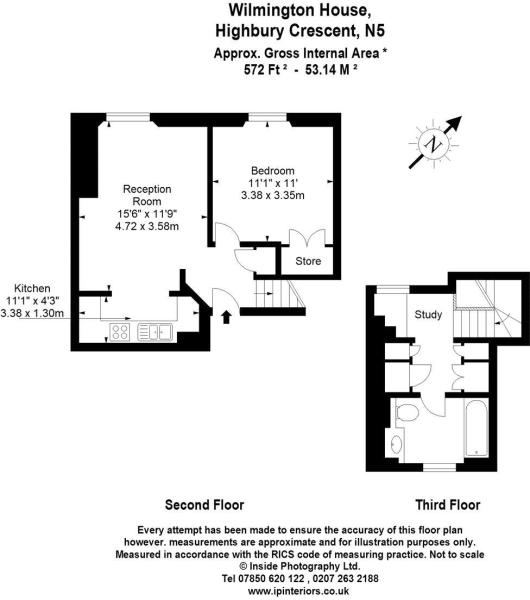 Wilmington House,
Highbury Crescent, N5
Approx. Gross Internal Area *
572 Ft ² - 53.14 M ²
N
Bedroom
11'1" x 11'
3.38 x 3.35m
Reception
Room
15'6" x 11'9"
4.72 x 3.58m
Store
Kitchen
11'1" x 4'3"
3.38 x 1.30m
Study
Second Floor
Third Floor
Every attempt has been made to ensure the accuracy of this floor plan
however. measurements are approximate and for illustration purposes only.
Measured in accordance with the RICS code of measuring practice. Not to scale
© Inside Photography Ltd.
Tel 07850 620 122 , 0207 263 2188
www.ipinteriors.co.uk